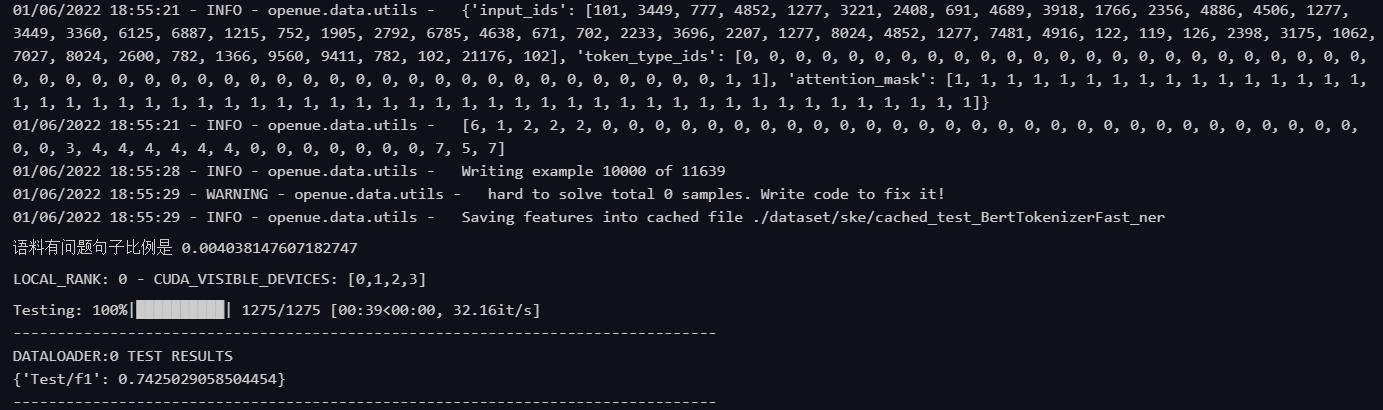 01/06/2022 18:55:21 - INFO - openue.data.utils -   {'input_ids': [101, 3449, 777, 4852, 1277, 3221, 2408, 691, 4689, 3918, 1766, 2356, 4886, 4506, 1277,
3449, 3360, 6125, 6887, 1215, 752, 1905, 2792, 6785, 4638, 671, 702, 2233, 3696, 2207, 1277, 8024, 4852, 1277, 7481, 4916, 122, 119, 126, 2398, 3175, 1062,
7027, 8024, 2600, 782, 1366, 9560, 9411, 782, 102, 21176, 102], 'token_type_ids': [0, 0, 0, 0, 0, 0, 0, 0, 0, 0, 0, 0, 0, 0, 0, 0, 0, 0, 0, 0, 0, 0, 0, 0,
0, 0, 0, 0, 0, 0, 0, 0, 0, 0, 0, 0, 0, 0, 0, 0, 0, 0, 0, 0, 0, 0, 0, 0, 0, 0, 0, 1, 1], 'attention_mask': [1, 1, 1, 1, 1, 1, 1, 1, 1, 1, 1, 1, 1, 1, 1, 1,
1, 1, 1, 1, 1, 1, 1, 1, 1, 1, 1, 1, 1, 1, 1, 1, 1, 1, 1, 1, 1, 1, 1, 1, 1, 1, 1, 1, 1, 1, 1, 1, 1, 1, 1, 1, 1]}
01/06/2022 18:55:21 - INFO - openue.data.utils -   [6, 1, 2, 2, 2, 0, 0, 0, 0, 0, 0, 0, 0, 0, 0, 0, 0, 0, 0, 0, 0, 0, 0, 0, 0, 0, 0, 0, 0, 0, 0, 0, 0, 0,
0, 0, 3, 4, 4, 4, 4, 4, 4, 0, 0, 0, 0, 0, 0, 0, 7, 5, 7]
01/06/2022 18:55:28 - INFO - openue.data.utils -   Writing example 10000 of 11639
01/06/2022 18:55:29 - WARNING - openue.data.utils -   hard to solve total 0 samples. Write code to fix it!
01/06/2022 18:55:29 - INFO - openue.data.utils -   Saving features into cached file ./dataset/ske/cached_test_BertTokenizerFast_ner
语料有问题句子比例是 0.004038147607182747
LOCAL_RANK: 0 - CUDA_VISIBLE_DEVICES: [0,1,2,3]
Testing: 100%|██████████| 1275/1275 [00:39<00:00, 32.16it/s]
--------------------------------------------------------------------------------
DATALOADER:0 TEST RESULTS
{'Test/f1': 0.7425029058504454}
--------------------------------------------------------------------------------